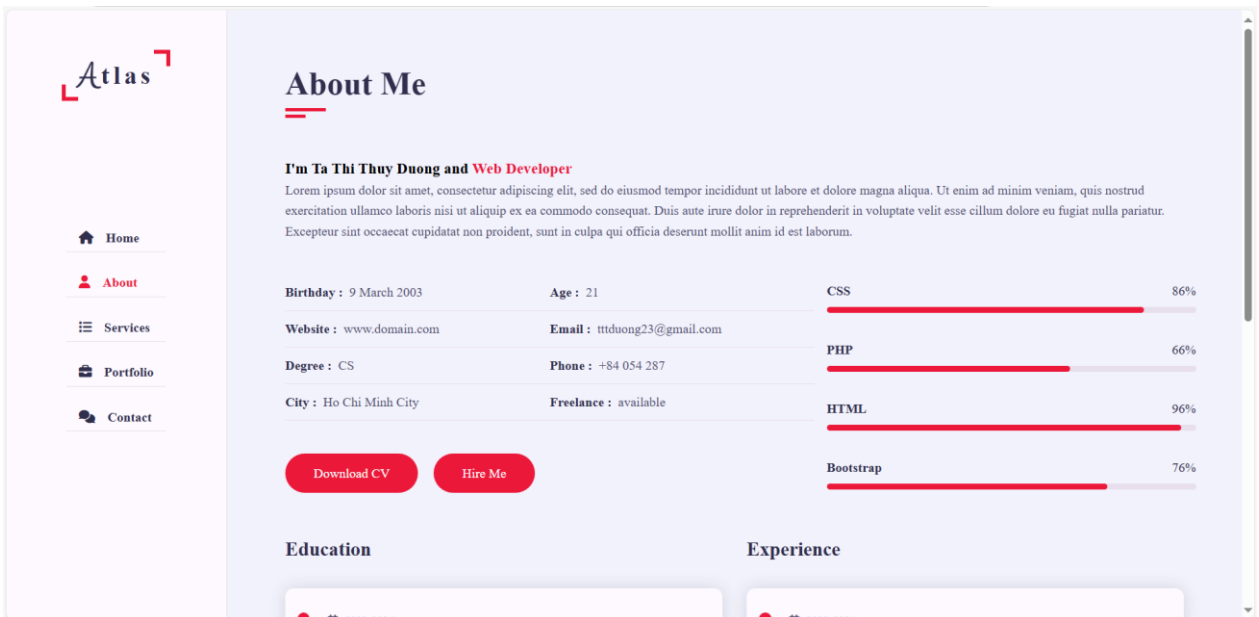 Atlas
Home
About
Services
Portfolio
Contact
About Me
I'm Ta Thi Thuy Duong and Web Developer
Lorem ipsum dolor sit amet, consectetur adipiscing elit, sed do eiusmod tempor incididunt ut labore et dolore magna aliqua. Ut enim ad minim veniam, quis nostrud
exercitation ullamco laboris nisi ut aliquip ex ea commodo consequat. Duis aute irure dolor in reprehenderit in voluptate velit esse cillum dolore eu fugiat nulla pariatur.
Excepteur sint occaecat cupidatat non proident, sunt in culpa qui officia deserunt mollit anim id est laborum.
Birthday : 9 March 2003 Age : 21
Website : www.domain.com Email : tttduong23@gmail.com
Degree : CS Phone : +84 054 287
City : Ho Chi Minh City Freelance : available
Download CV Hire Me
CSS 86%
PHP 66%
HTML 96%
Bootstrap 76%
Education
Experience